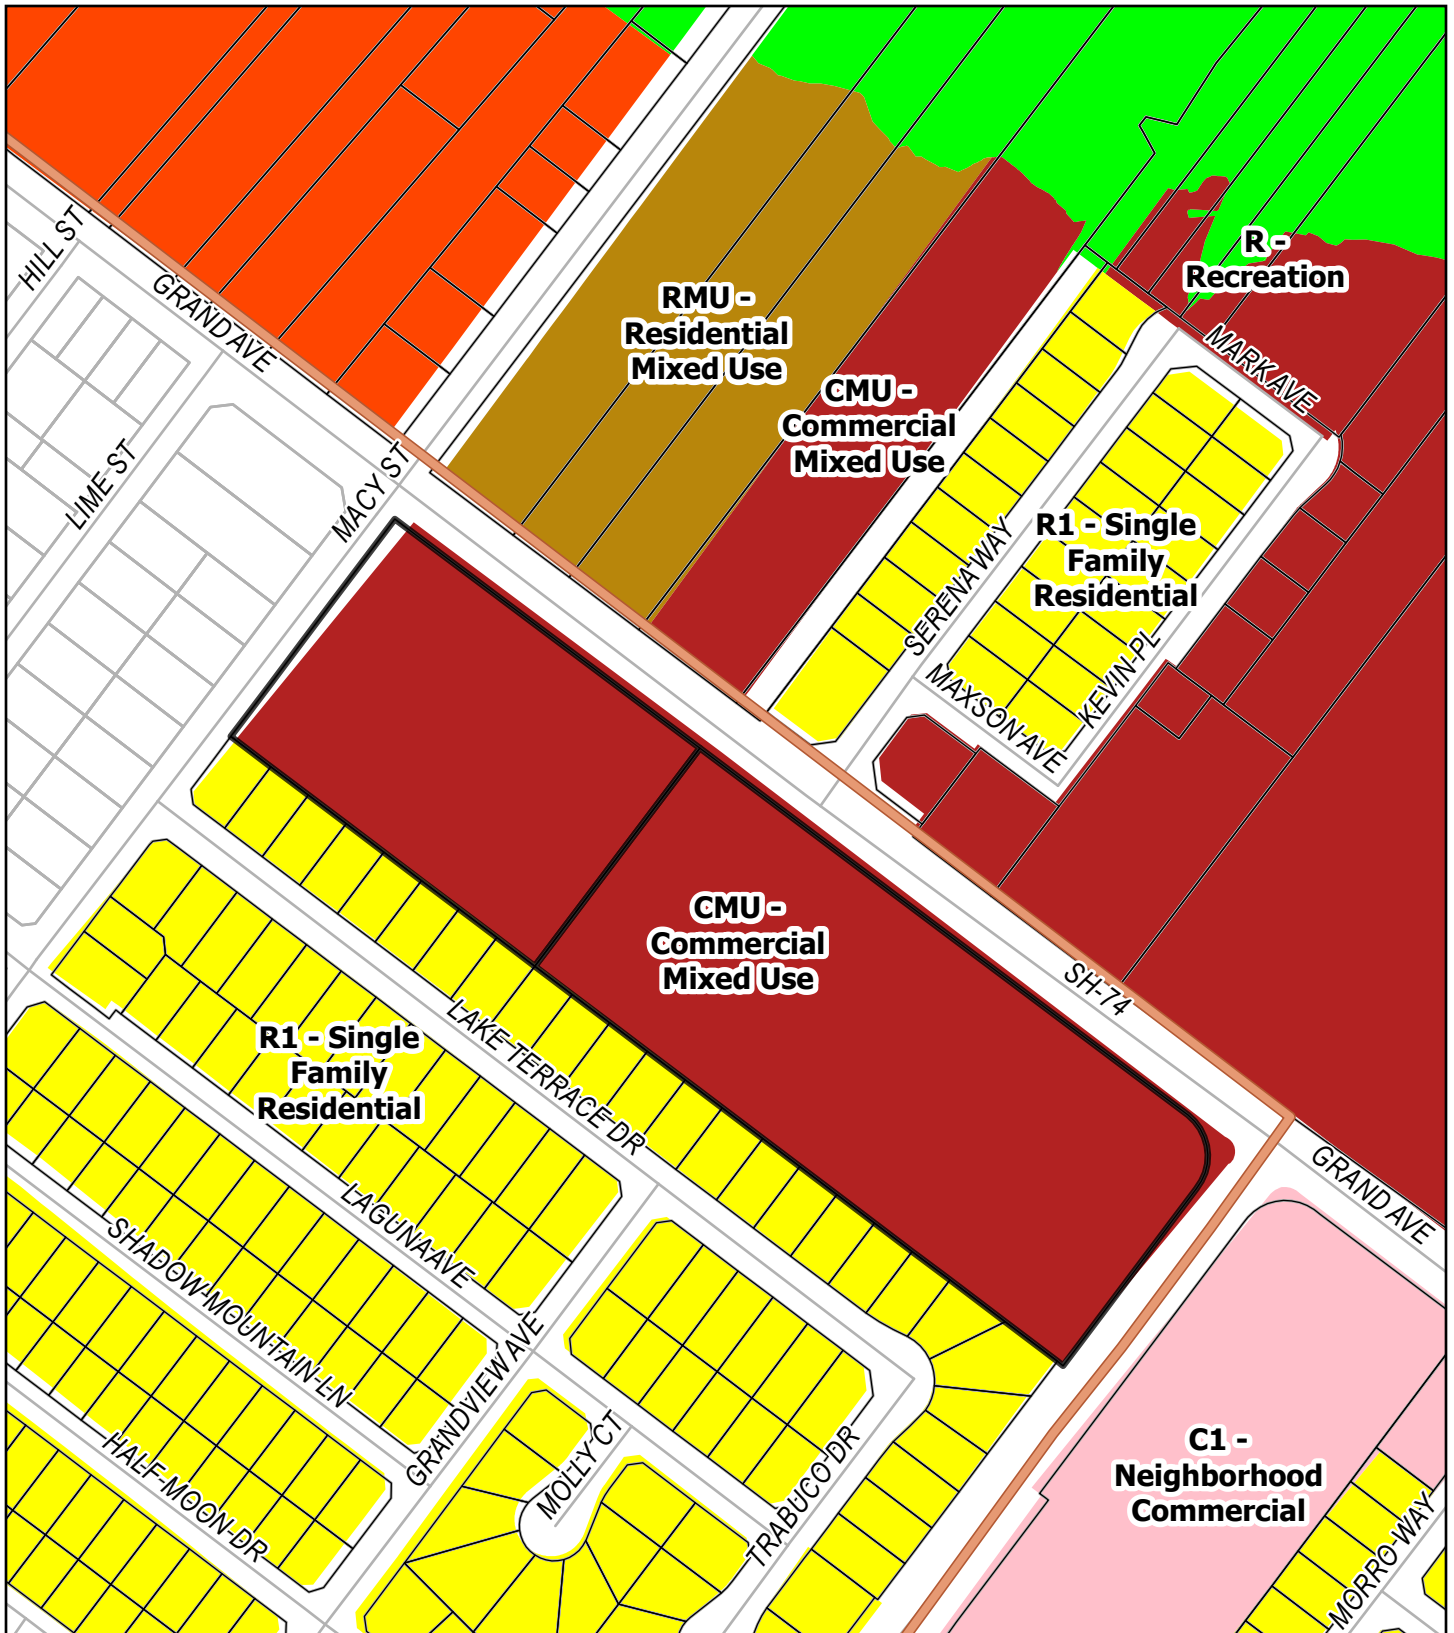 HILL ST
GRAND AVE
R -
Recreation
RMU -
Residential
Mixed Use
MARK AVE
CMU -
Commercial
Mixed Use
LIME ST
MACY ST
R1 - Single
Family
Residential
SERENA WAY
KEVIN PL
MAXSON AVE
CMU -
Commercial
Mixed Use
SH-74
LAKE TERRACE DR
R1 - Single
Family
Residential
GRAND AVE
LAGUNA AVE
SHADOW MOUNTAIN LN
GRANDVIEW AVE
HALF MOON DR
MOLLY CT
TRABUCO DR
C1 -
Neighborhood
Commercial
MORRO WAY